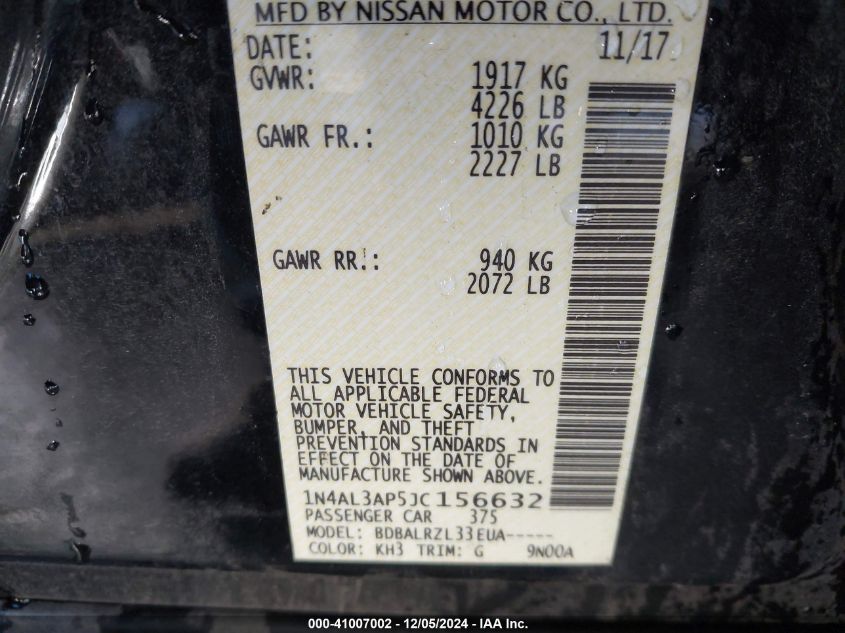 MFD BY NISSAN MOTOR CO., LTD.
DATE: 11/17
GVWR: 1917 KG
4226 LB
GAWR FR.: 1010 KG
2227 LB
GAWR RR.: 940 KG
2072 LB
THIS VEHICLE CONFORMS TO
ALL APPLICABLE FEDERAL
MOTOR VEHICLE SAFETY,
BUMPER, AND THEFT
PREVENTION STANDARDS IN
EFFECT ON THE DATE OF
MANUFACTURE SHOWN ABOVE.
1N4AL3AP5JC156632
PASSENGER CAR 375
MODEL: BDBALRZL33EUA-----
COLOR: KH3 TRIM: G 9N00A
000-41007002 - 12/05/2024 - IAA Inc.